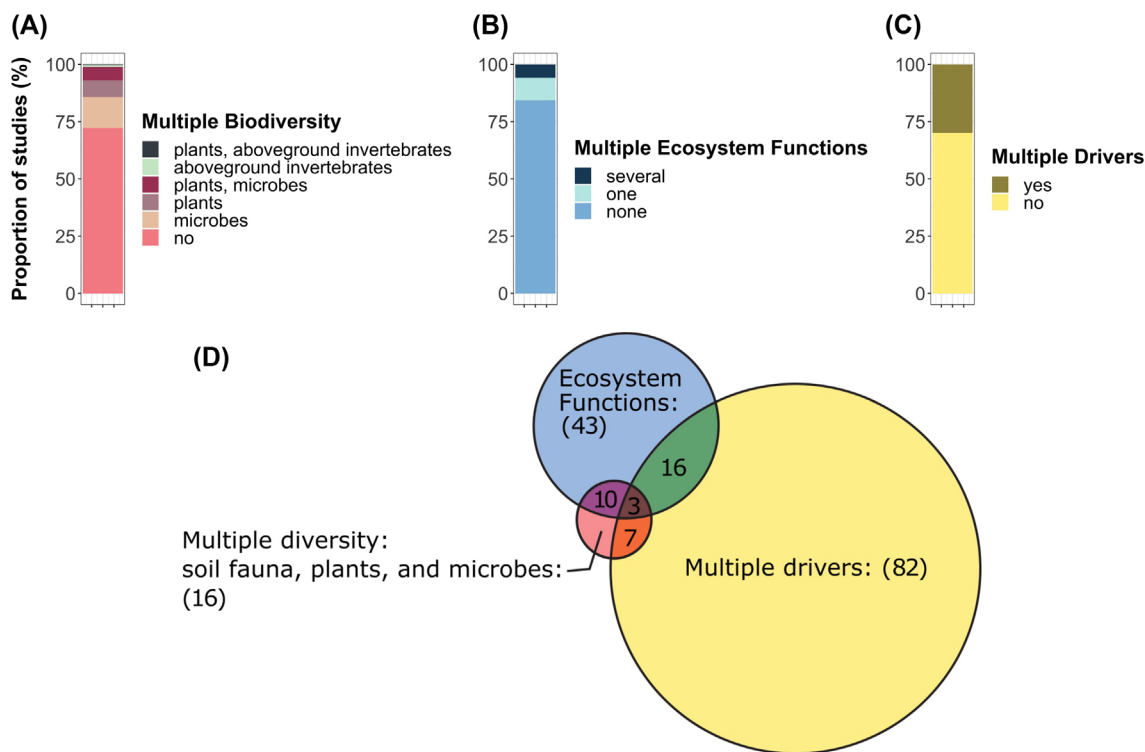 (A)
Proportion of studies (%)
100
75
50
25
0
Multiple Biodiversity
plants, aboveground invertebrates
aboveground invertebrates
plants, microbes
plants
microbes
no
(B)
100
75
50
25
0
Multiple Ecosystem Functions
several
one
none
(C)
100
75
50
25
0
Multiple Drivers
yes
no
(D)
Ecosystem
Functions:
(43)
16
10
3
7
Multiple diversity:
soil fauna, plants, and microbes:
(16)
Multiple drivers: (82)